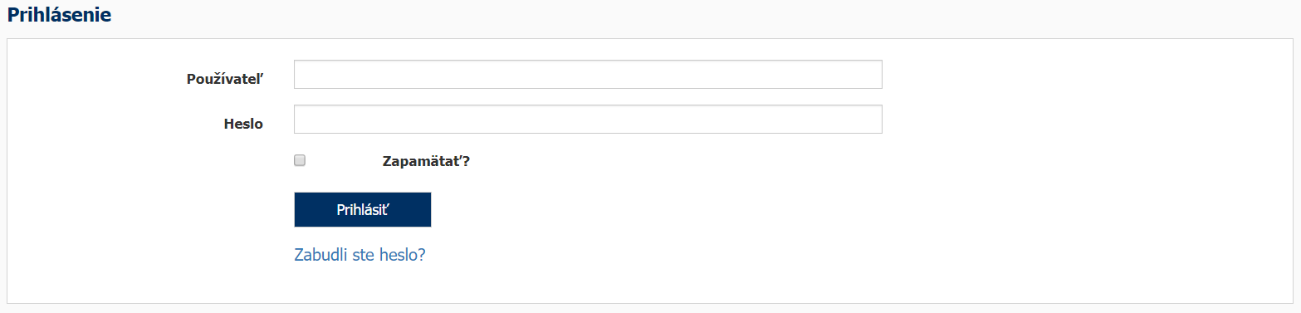 Prihlásenie
Používateľ
Heslo
Zapamätať?
Prihlásiť
Zabudli ste heslo?